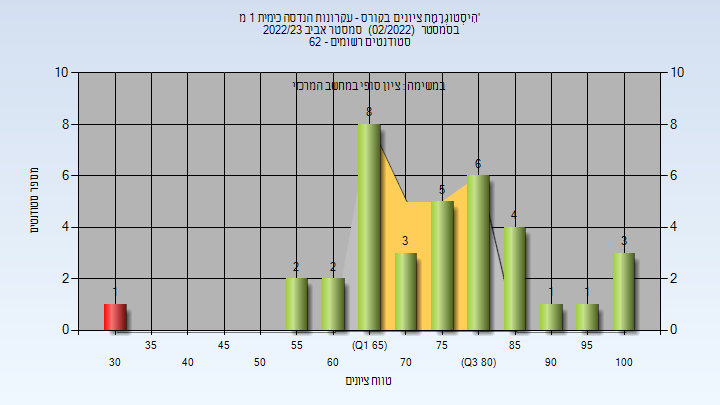 הִיסְטוֹגְרָמַת ציונים בקורס - עקרונות הנדסה כימית 1 מ'
בסמסטר (02/2022) סמסטר אביב 2022/23
סטודנטים רשומים - 62
במשימה : ציון סופי במחשב המרכזי
10 10
8 8
6 6
4 4
2 2
0 0
מספר סטודנטים
1 2 2 8 3 5 6 4 1 1 3
35 45 55 (Q1 65) 75 85 95
30 40 50 60 70 (Q3 80) 90 100
טווח ציונים